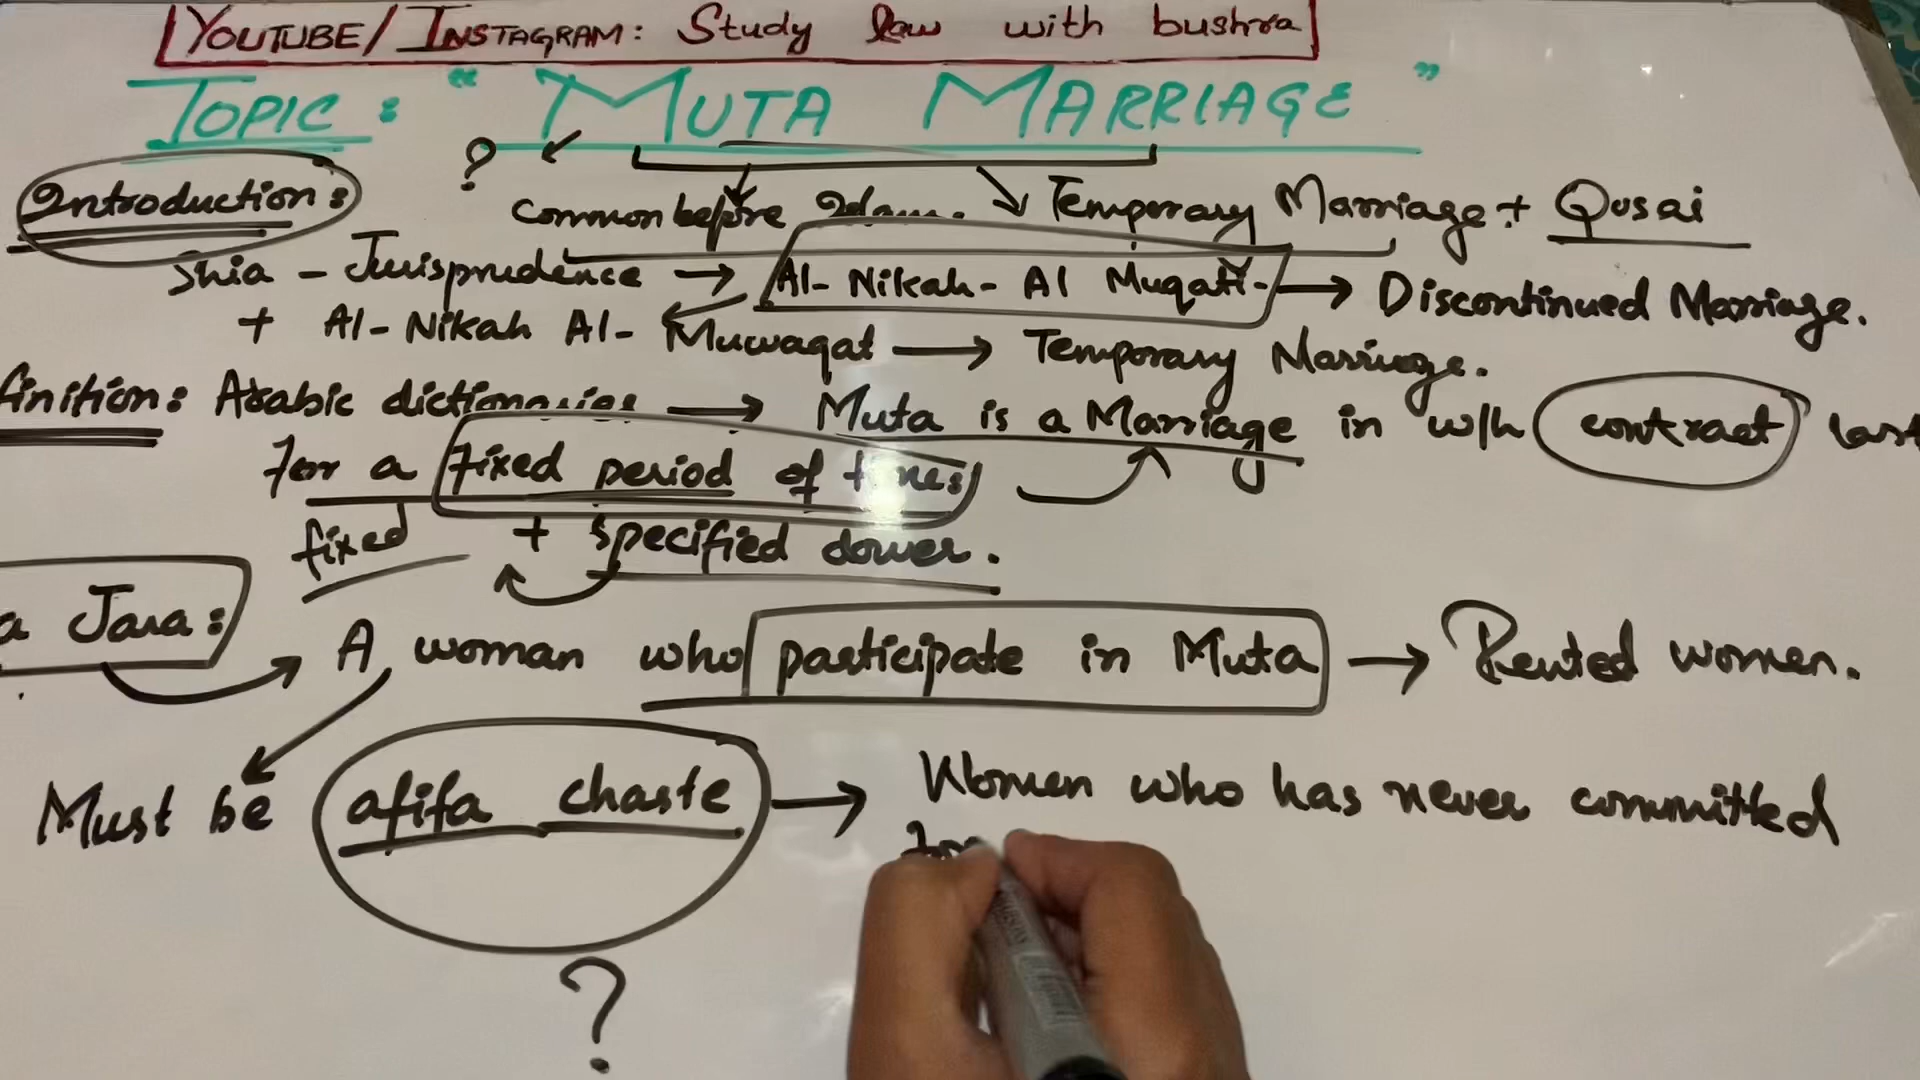 YOUTUBE/INSTAGRAM: Study law with bushra
TOPIC: "MUTA MARRIAGE"
?
Introduction: Common before Temporary Marriage + Qusai
Shia - Jurisprudence → Al-Nikah-Al Muqati- → Discontinued Marriage.
+ Al-Nikah Al-Muwaqat → Temporary Marriage.
finition: Arabic dictionaries → Muta is a Marriage in w/h contract last
for a fixed period of time:
fixed + specified dower.
a Jara: A woman who participate in Muta → Rented women.
Must be afifa chaste → Women who has never committed
?